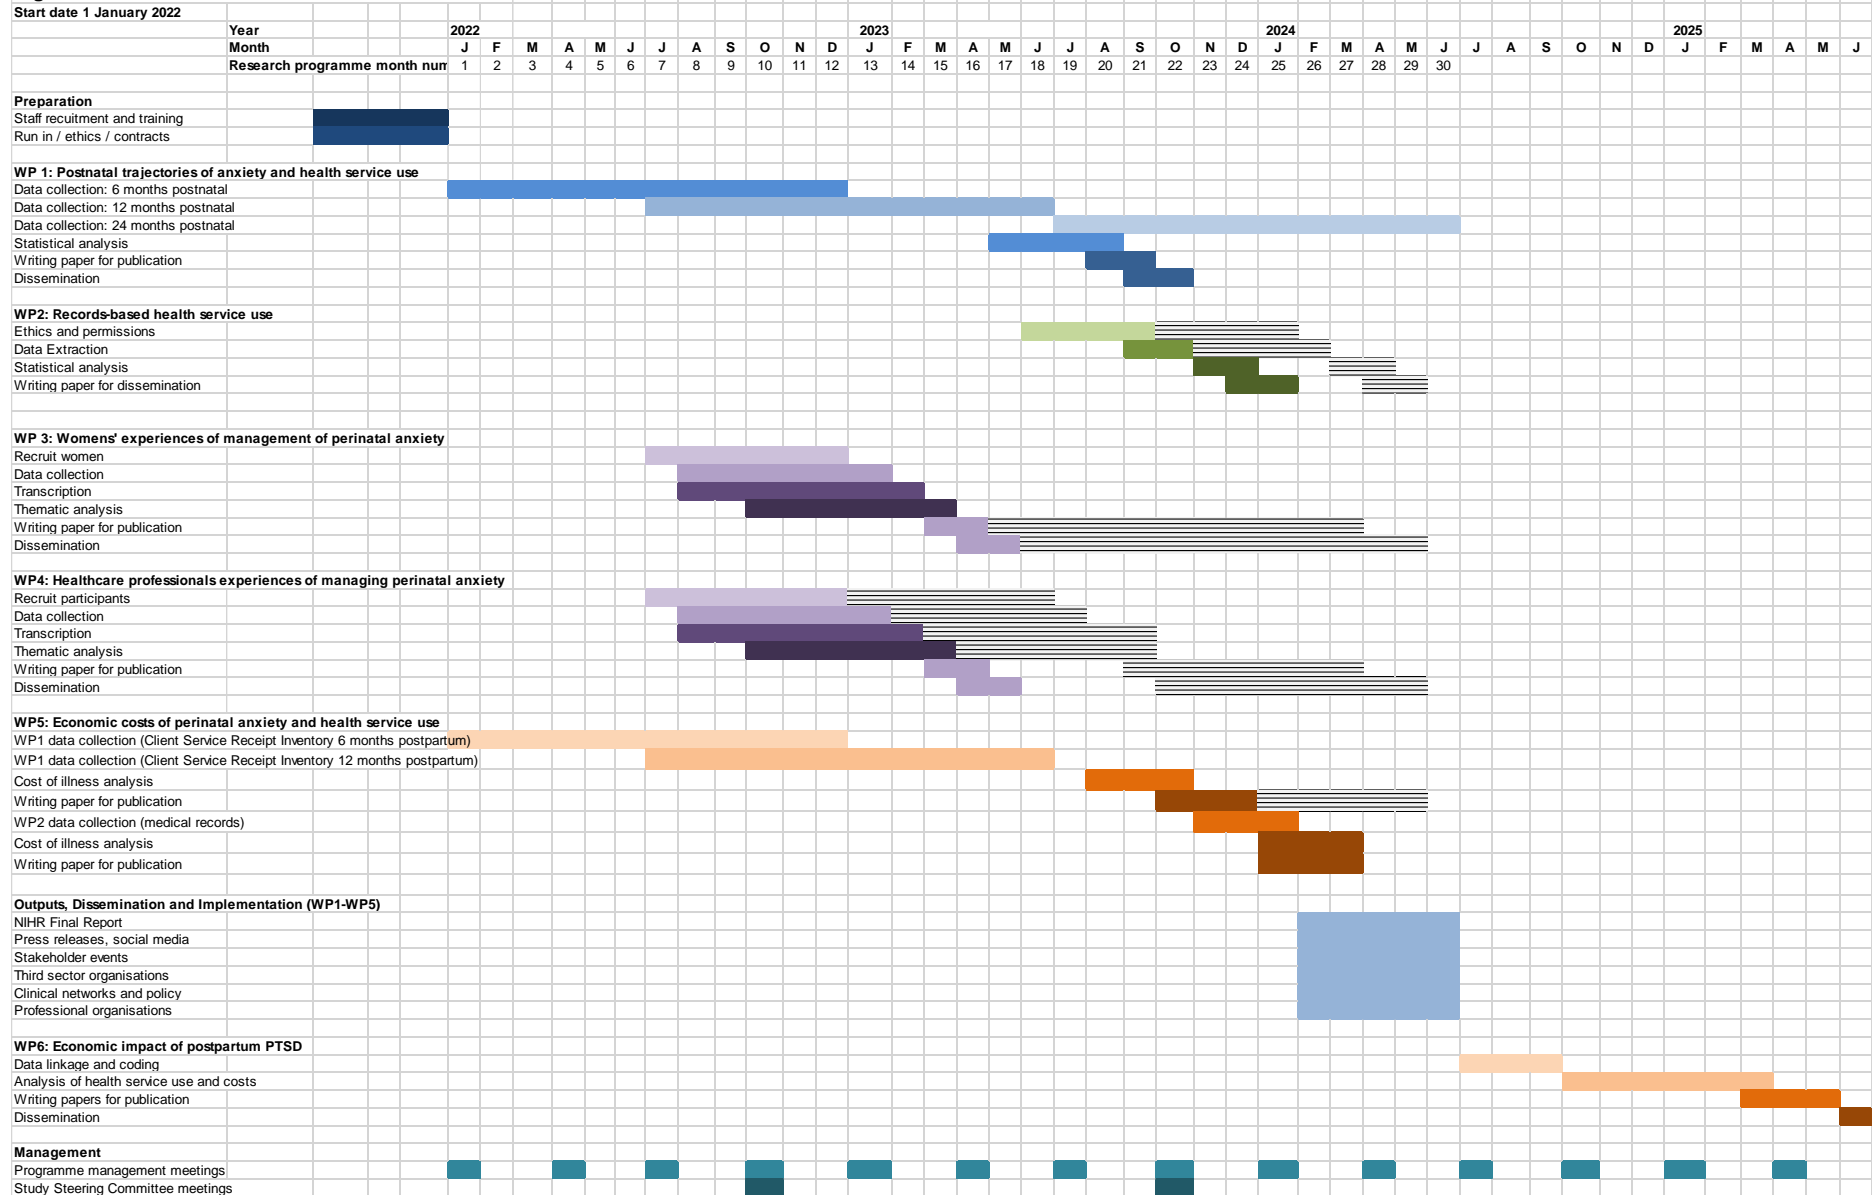 Start date 1 January 2022
Year 2022 2023 2024 2025
Month J F M A M J J A S O N D J F M A M J J A S O N D J F M A M J J A S O N D J F M A M J
Research programme month num 1 2 3 4 5 6 7 8 9 10 11 12 13 14 15 16 17 18 19 20 21 22 23 24 25 26 27 28 29 30
Preparation
Staff recuitment and training
Run in / ethics / contracts
WP 1: Postnatal trajectories of anxiety and health service use
Data collection: 6 months postnatal
Data collection: 12 months postnatal
Data collection: 24 months postnatal
Statistical analysis
Writing paper for publication
Dissemination
WP2: Records-based health service use
Ethics and permissions
Data Extraction
Statistical analysis
Writing paper for dissemination
WP 3: Womens' experiences of management of perinatal anxiety
Recruit women
Data collection
Transcription
Thematic analysis
Writing paper for publication
Dissemination
WP4: Healthcare professionals experiences of managing perinatal anxiety
Recruit participants
Data collection
Transcription
Thematic analysis
Writing paper for publication
Dissemination
WP5: Economic costs of perinatal anxiety and health service use
WP1 data collection (Client Service Receipt Inventory 6 months postpartum)
WP1 data collection (Client Service Receipt Inventory 12 months postpartum)
Cost of illness analysis
Writing paper for publication
WP2 data collection (medical records)
Cost of illness analysis
Writing paper for publication
Outputs, Dissemination and Implementation (WP1-WP5)
NIHR Final Report
Press releases, social media
Stakeholder events
Third sector organisations
Clinical networks and policy
Professional organisations
WP6: Economic impact of postpartum PTSD
Data linkage and coding
Analysis of health service use and costs
Writing papers for publication
Dissemination
Management
Programme management meetings
Study Steering Committee meetings